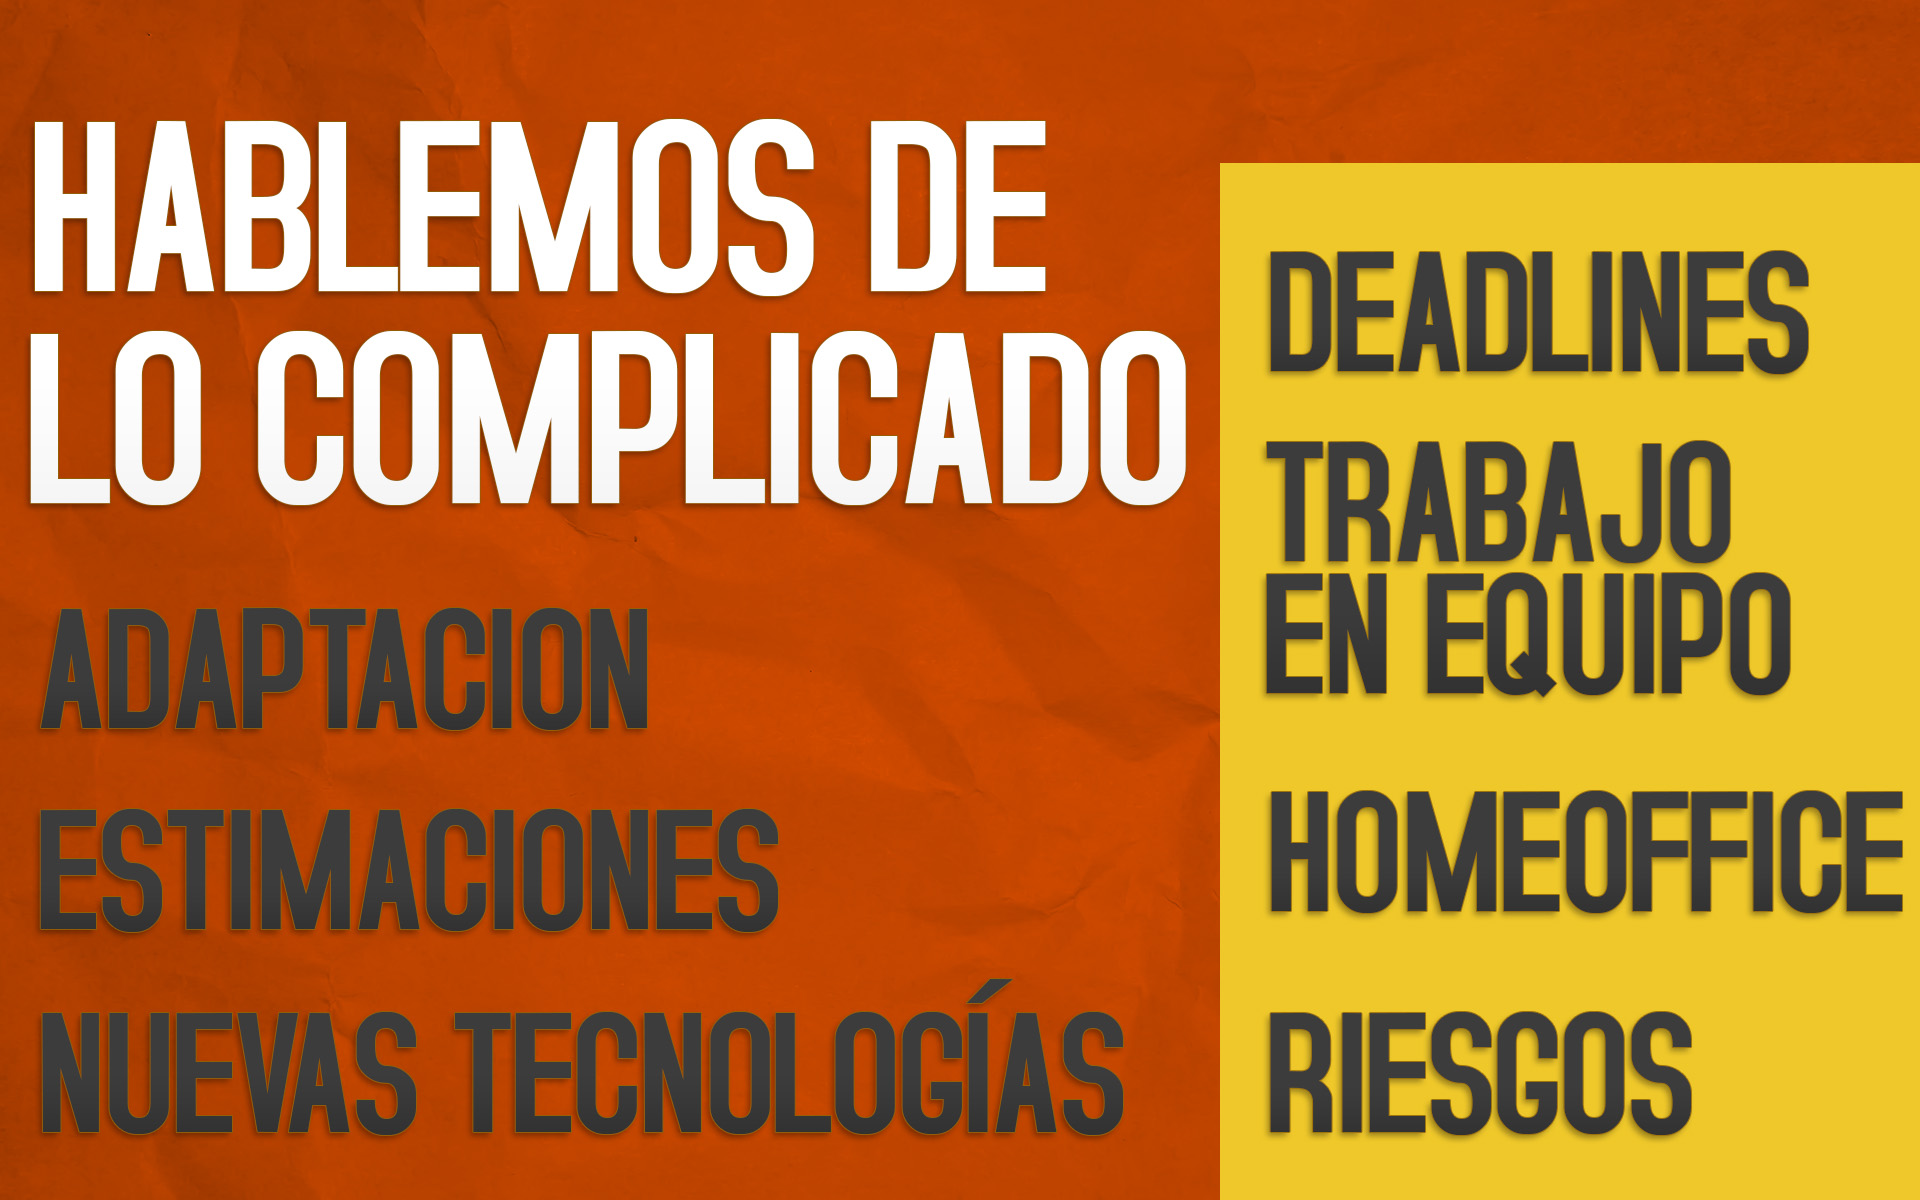 HABLEMOS DE
LO COMPLICADO
ADAPTACION
ESTIMACIONES
NUEVAS TECNOLOGÍAS
DEADLINES
TRABAJO
EN EQUIPO
HOMEOFFICE
RIESGOS